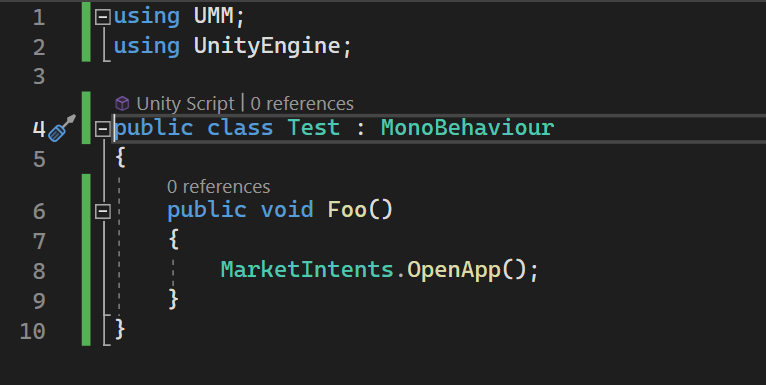 1 using UMM;
2 using UnityEngine;
3
Unity Script | 0 references
4 public class Test : MonoBehaviour
5 {
0 references
6 public void Foo()
7 {
8 MarketIntents.OpenApp();
9 }
10 }